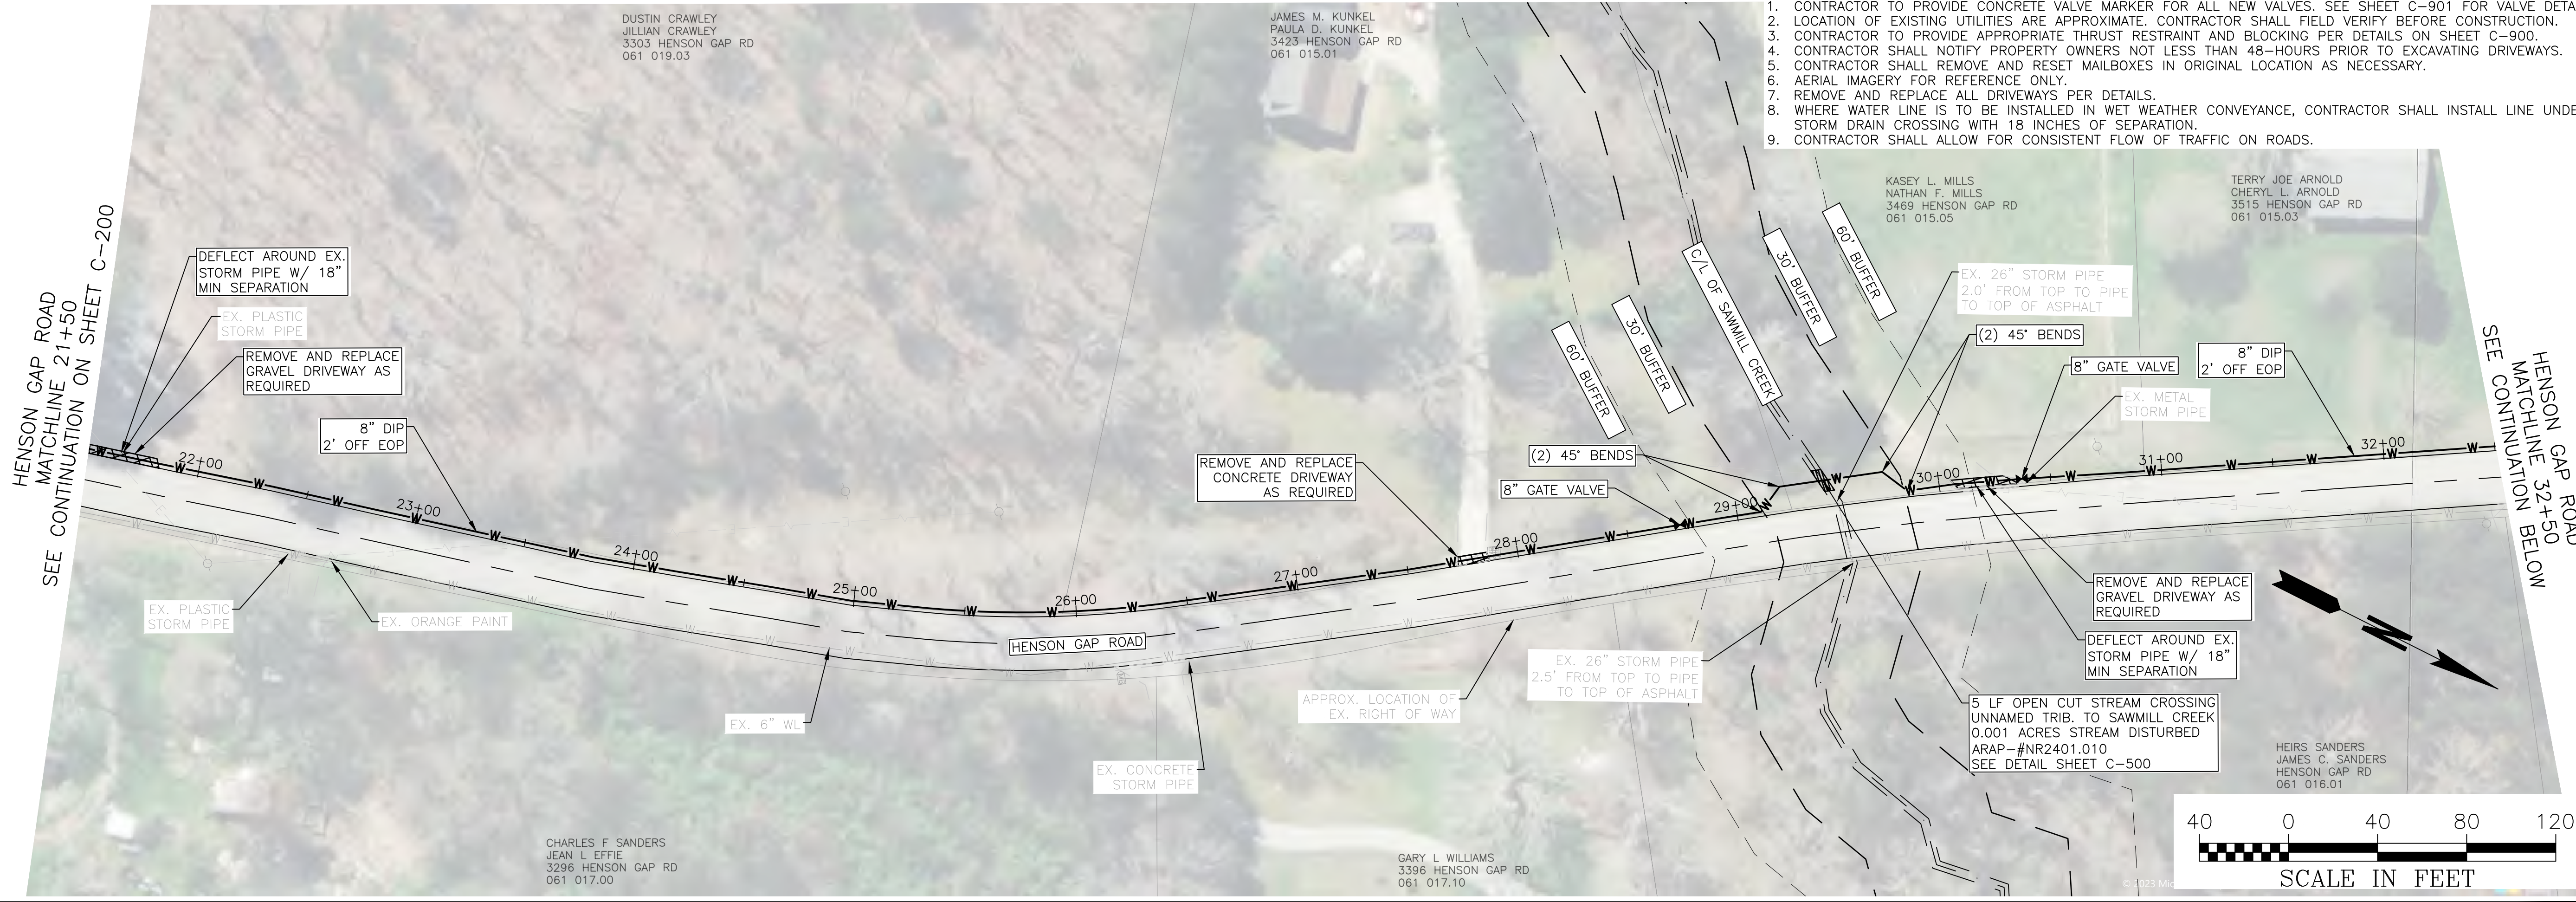 DUSTIN CRAWLEY
JILLIAN CRAWLEY
3303 HENSON GAP RD
061 019.03
JAMES M. KUNKEL
PAULA D. KUNKEL
3423 HENSON GAP RD
061 015.01
1. CONTRACTOR TO PROVIDE CONCRETE VALVE MARKER FOR ALL NEW VALVES. SEE SHEET C-901 FOR VALVE
2. LOCATION OF EXISTING UTILITIES ARE APPROXIMATE. CONTRACTOR SHALL FIELD VERIFY BEFORE CONSTRUCTION.
3. CONTRACTOR TO PROVIDE APPROPRIATE THRUST RESTRAINT AND BLOCKING PER DETAILS ON SHEET C-900.
4. CONTRACTOR SHALL NOTIFY PROPERTY OWNERS NOT LESS THAN 48-HOURS PRIOR TO EXCAVATING DRIVEWAYS.
5. CONTRACTOR SHALL REMOVE AND RESET MAILBOXES IN ORIGINAL LOCATION AS NECESSARY.
6. AERIAL IMAGERY FOR REFERENCE ONLY.
7. REMOVE AND REPLACE ALL DRIVEWAYS PER DETAILS.
8. WHERE WATER LINE IS TO BE INSTALLED IN WET WEATHER CONVEYANCE, CONTRACTOR SHALL INSTALL LINE
STORM DRAIN CROSSING WITH 18 INCHES OF SEPARATION.
9. CONTRACTOR SHALL ALLOW FOR CONSISTENT FLOW OF TRAFFIC ON ROADS.
KASEY L. MILLS
NATHAN F. MILLS
3469 HENSON GAP RD
061 015.05
TERRY JOE ARNOLD
CHERYL L. ARNOLD
3515 HENSON GAP RD
061 015.03
HENSON GAP ROAD
MATCHLINE 21+50
SEE CONTINUATION ON SHEET C-200
DEFLECT AROUND EX.
STORM PIPE W/ 18"
MIN SEPARATION
EX. PLASTIC
STORM PIPE
REMOVE AND REPLACE
GRAVEL DRIVEWAY AS
REQUIRED
8" DIP
2' OFF EOP
60' BUFFER
30' BUFFER
C/L OF SAWMILL CREEK
30' BUFFER
60' BUFFER
EX. 26" STORM PIPE
2.0' FROM TOP TO PIPE
TO TOP OF ASPHALT
(2) 45° BENDS
8" GATE VALVE
8" DIP
2' OFF EOP
EX. METAL
STORM PIPE
HENSON GAP ROAD
MATCHLINE 32+50
SEE CONTINUATION BELOW
REMOVE AND REPLACE
CONCRETE DRIVEWAY
AS REQUIRED
(2) 45° BENDS
8" GATE VALVE
22+00
23+00
24+00
25+00
26+00
27+00
28+00
29+00
30+00
31+00
32+00
HENSON GAP ROAD
EX. PLASTIC
STORM PIPE
EX. ORANGE PAINT
EX. 6" WL
EX. CONCRETE
STORM PIPE
APPROX. LOCATION OF
EX. RIGHT OF WAY
EX. 26" STORM PIPE
2.5' FROM TOP TO PIPE
TO TOP OF ASPHALT
REMOVE AND REPLACE
GRAVEL DRIVEWAY AS
REQUIRED
DEFLECT AROUND EX.
STORM PIPE W/ 18"
MIN SEPARATION
5 LF OPEN CUT STREAM CROSSING
UNNAMED TRIB. TO SAWMILL CREEK
0.001 ACRES STREAM DISTURBED
ARAP-#NR2401.010
SEE DETAIL SHEET C-500
CHARLES F SANDERS
JEAN L EFFIE
3296 HENSON GAP RD
061 017.00
GARY L WILLIAMS
3396 HENSON GAP RD
061 017.10
HEIRS SANDERS
JAMES C. SANDERS
HENSON GAP RD
061 016.01
N
40 0 40 80 120
SCALE IN FEET
© 2023